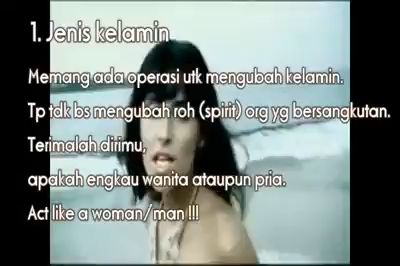 1. Jenis kelamin
Memang ada operasi utk mengubah kelamin.
Tp tdk bs mengubah roh (spirit) org yg bersangkutan.
Terimalah dirimu,
apakah engkau wanita ataupun pria.
Act like a woman/man !!!